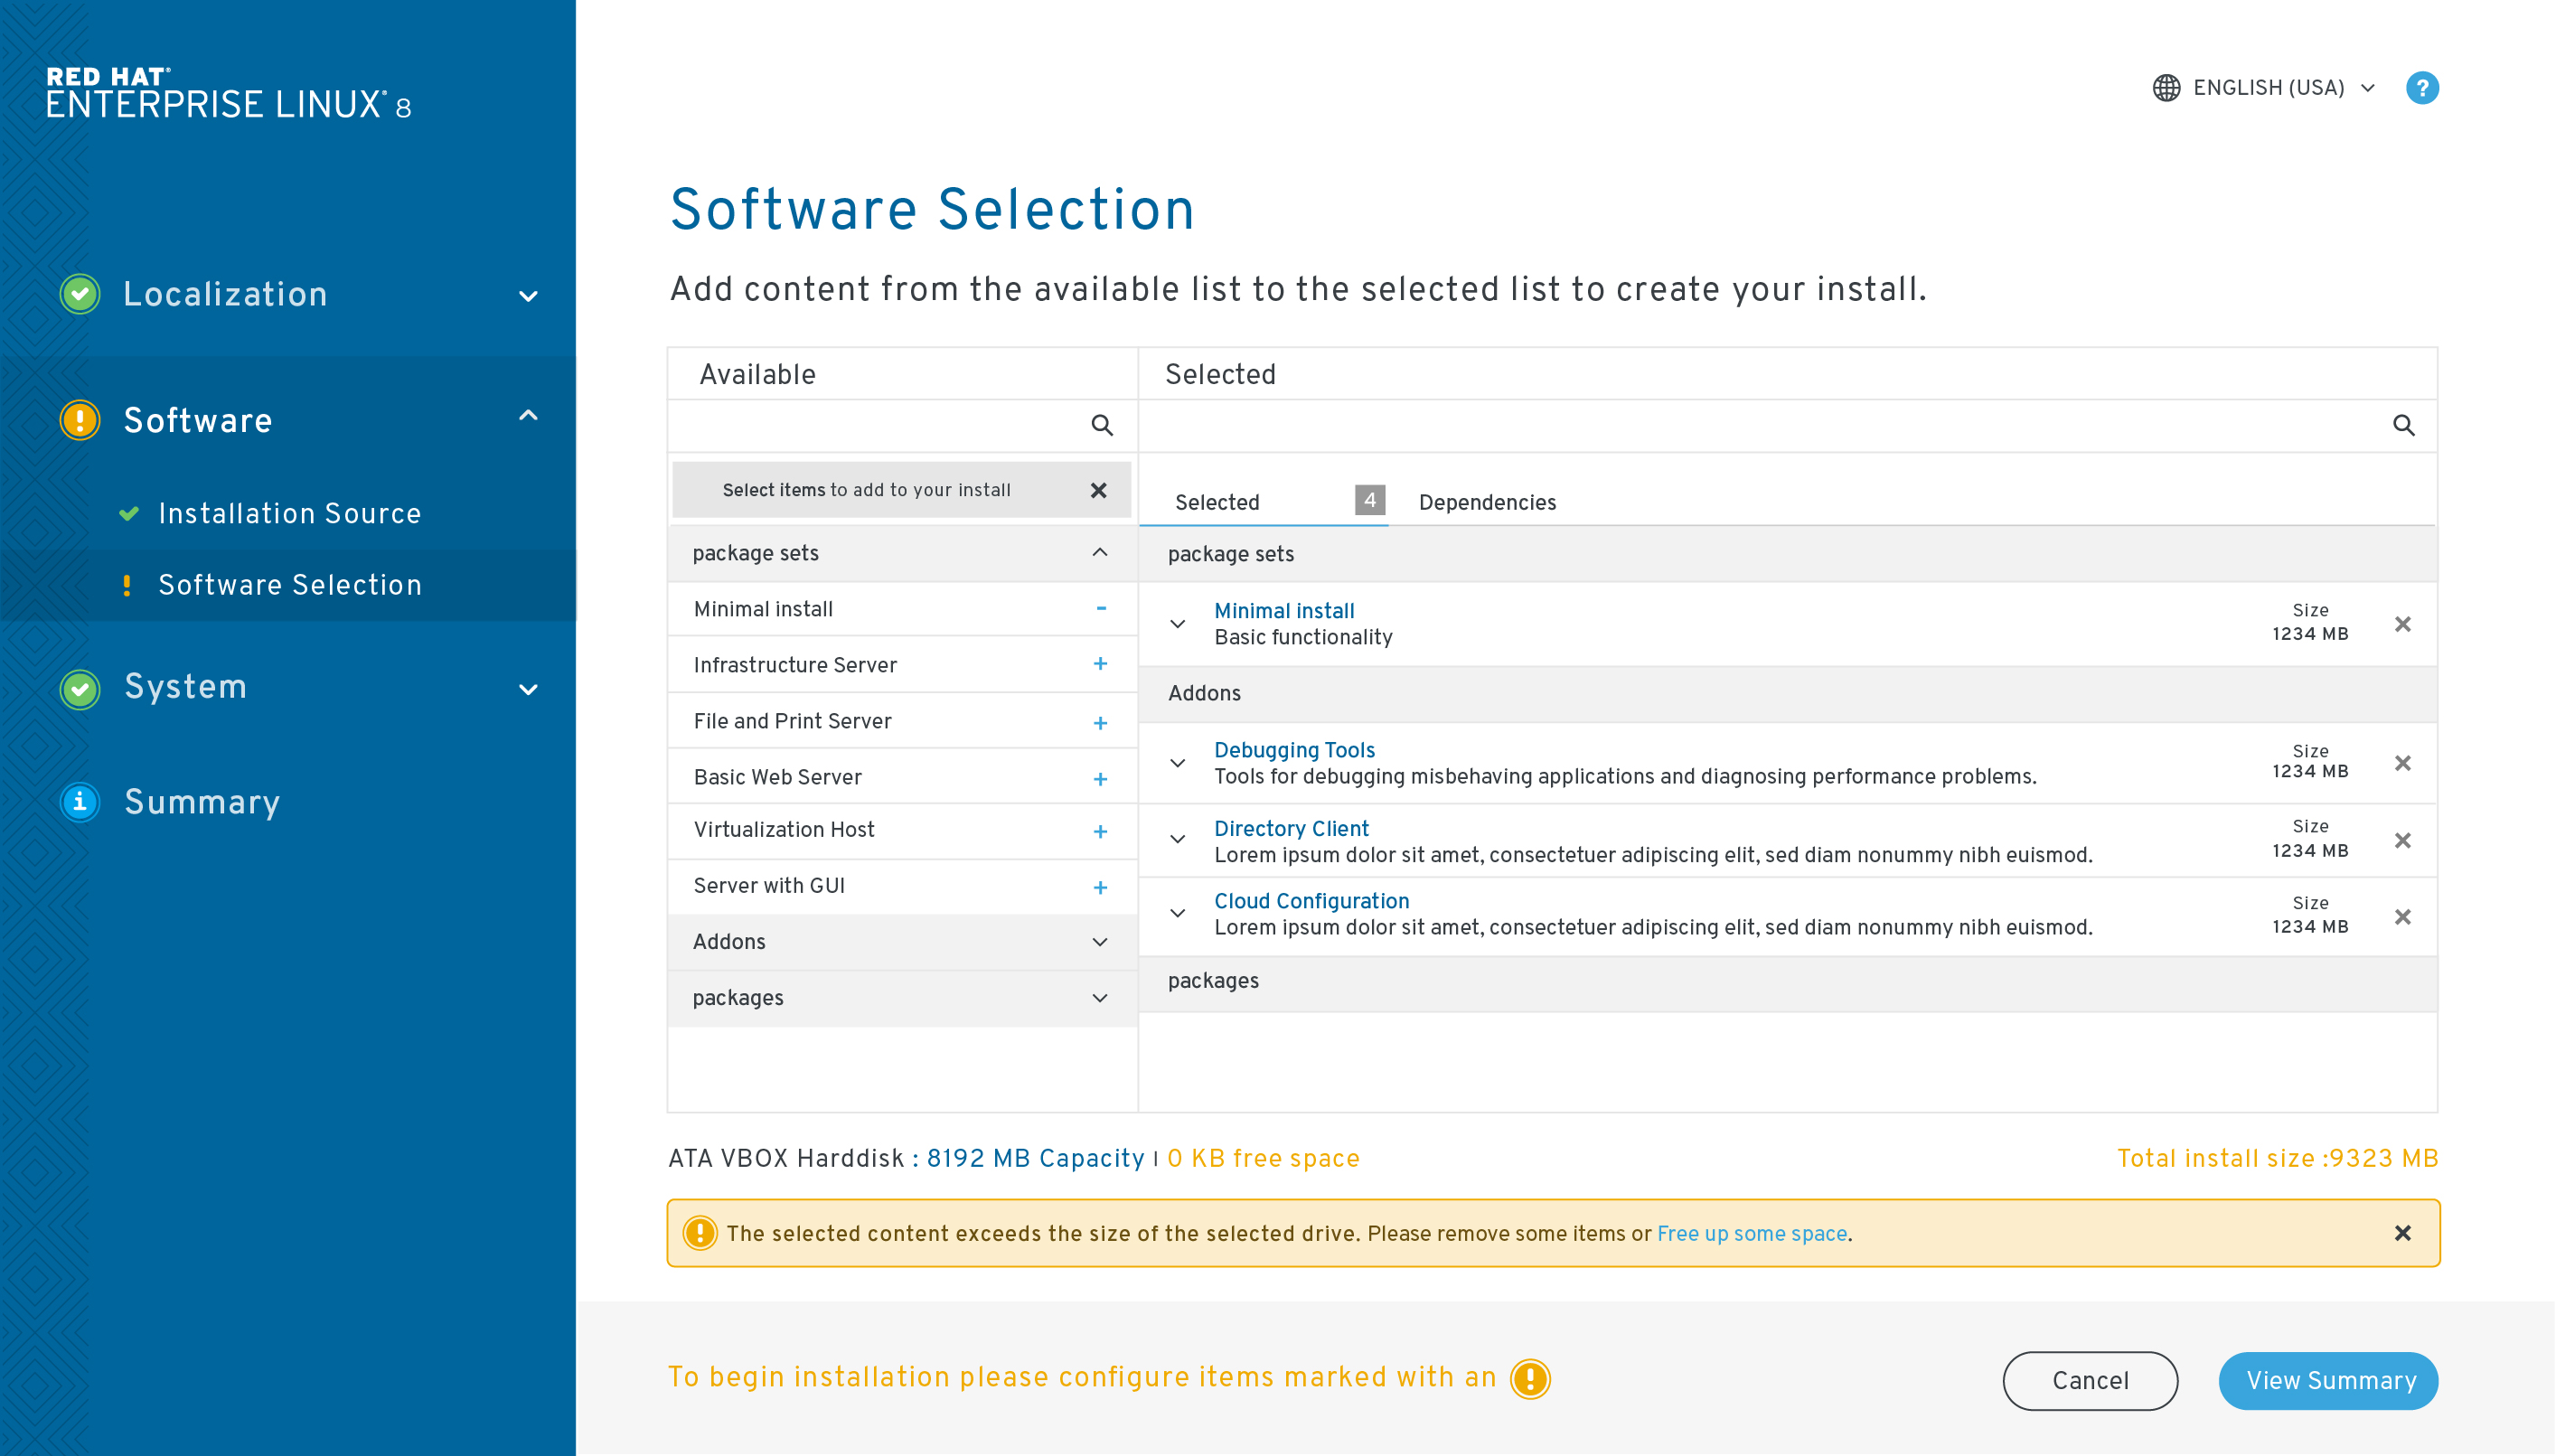 RED HAT®
ENTERPRISE LINUX® 8
Localization
Software
Installation Source
Software Selection
System
Summary
ENGLISH (USA)
?
Software Selection
Add content from the available list to the selected list to create your install.
Available
Select items to add to your install
package sets
Minimal install
Infrastructure Server
File and Print Server
Basic Web Server
Virtualization Host
Server with GUI
Addons
packages
Selected
Selected 4 Dependencies
package sets
Minimal install
Basic functionality
Size
1234 MB
Addons
Debugging Tools
Tools for debugging misbehaving applications and diagnosing performance problems.
Size
1234 MB
Directory Client
Lorem ipsum dolor sit amet, consectetuer adipiscing elit, sed diam nonummy nibh euismod.
Size
1234 MB
Cloud Configuration
Lorem ipsum dolor sit amet, consectetuer adipiscing elit, sed diam nonummy nibh euismod.
Size
1234 MB
packages
ATA VBOX Harddisk : 8192 MB Capacity | 0 KB free space
Total install size :9323 MB
The selected content exceeds the size of the selected drive. Please remove some items or Free up some space.
To begin installation please configure items marked with an !
Cancel
View Summary